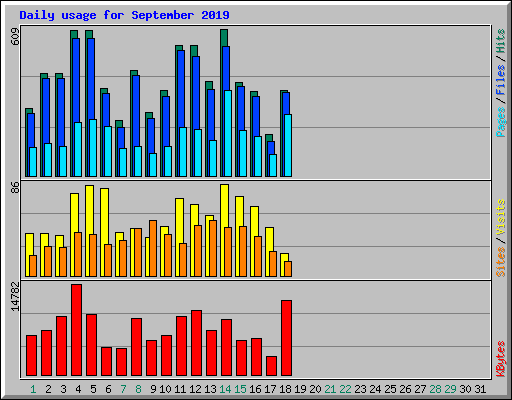 Daily usage for September 2019
609
Pages/Files/Hits
86
Sites/Visits
14782
KBytes
1 2 3 4 5 6 7 8 9 10 11 12 13 14 15 16 17 18 19 20 21 22 23 24 25 26 27 28 29 30 31